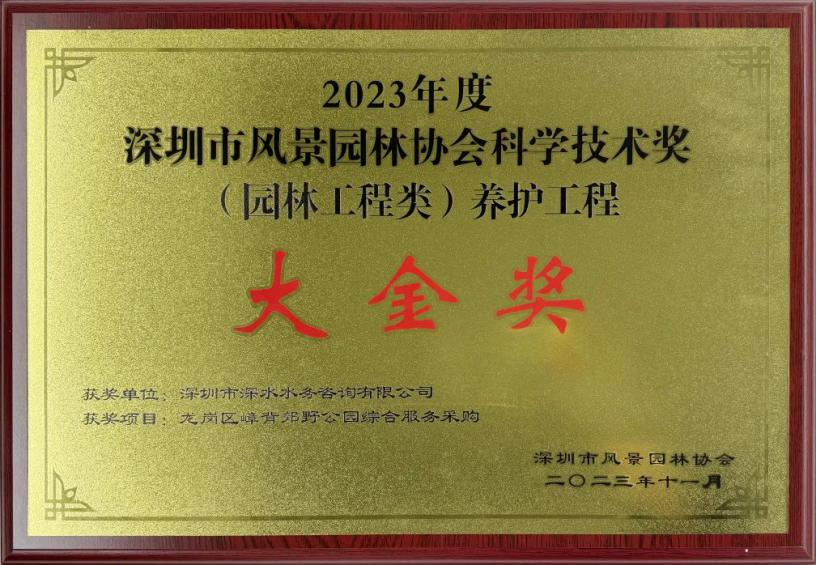 2023年度
深圳市风景园林协会科学技术奖
（园林工程类）养护工程
大金奖
获奖单位：深圳市深水水务咨询有限公司
获奖项目：龙岗区嶂背郊野公园综合服务采购
深圳市风景园林协会
二〇二三年十一月